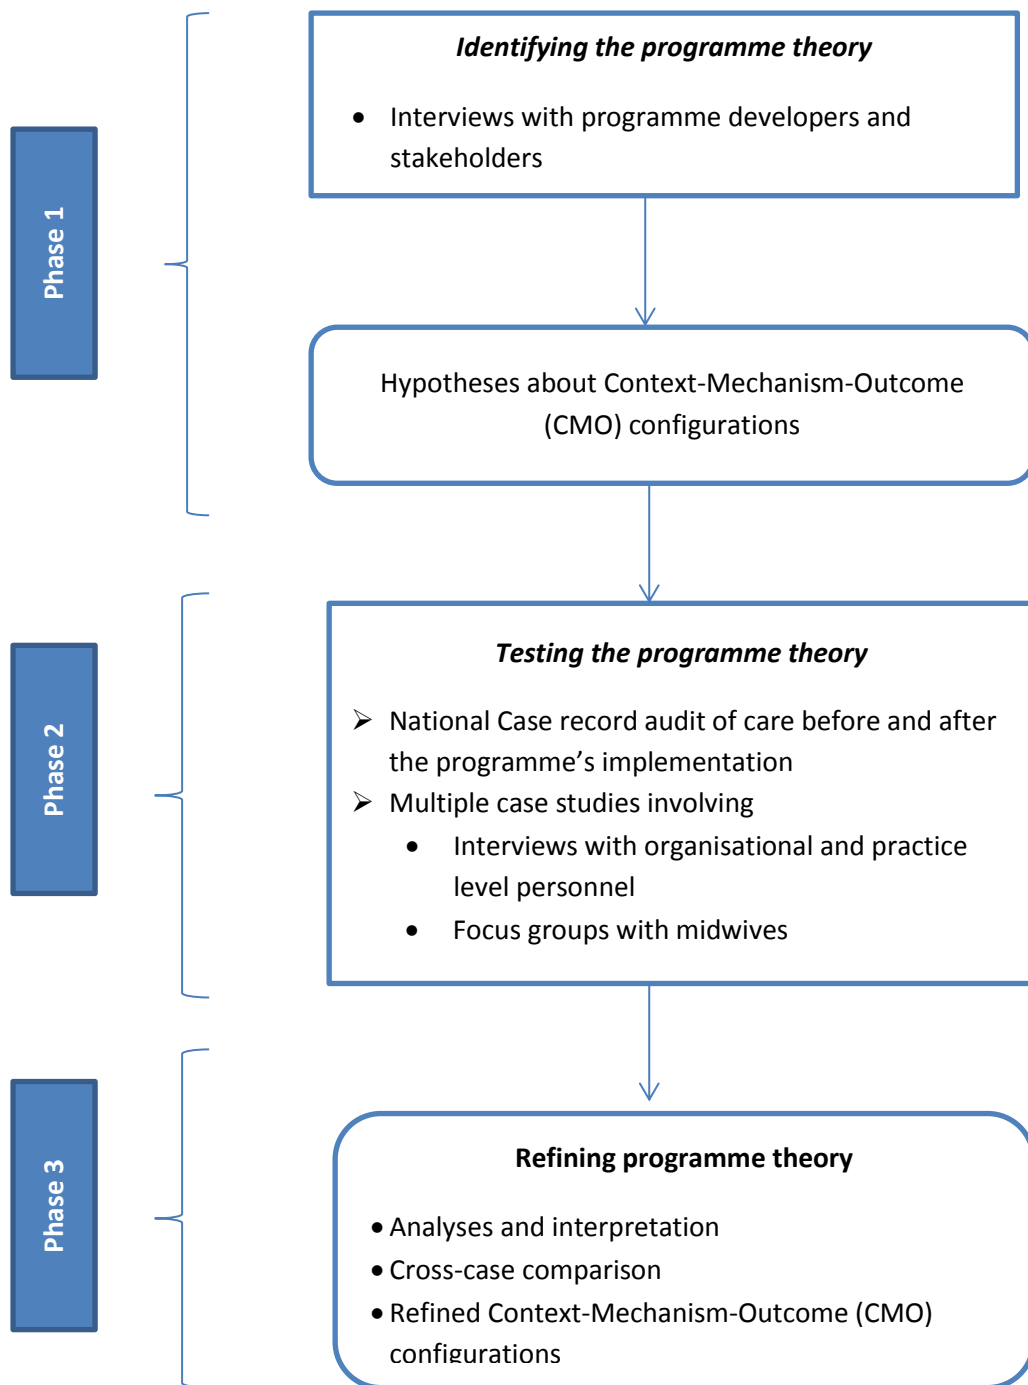 Phase 1
Identifying the programme theory
• Interviews with programme developers and
stakeholders
Hypotheses about Context-Mechanism-Outcome
(CMO) configurations
Phase 2
Testing the programme theory
➢ National Case record audit of care before and after
the programme’s implementation
➢ Multiple case studies involving
• Interviews with organisational and practice
level personnel
• Focus groups with midwives
Phase 3
Refining programme theory
• Analyses and interpretation
• Cross-case comparison
• Refined Context-Mechanism-Outcome (CMO)
configurations